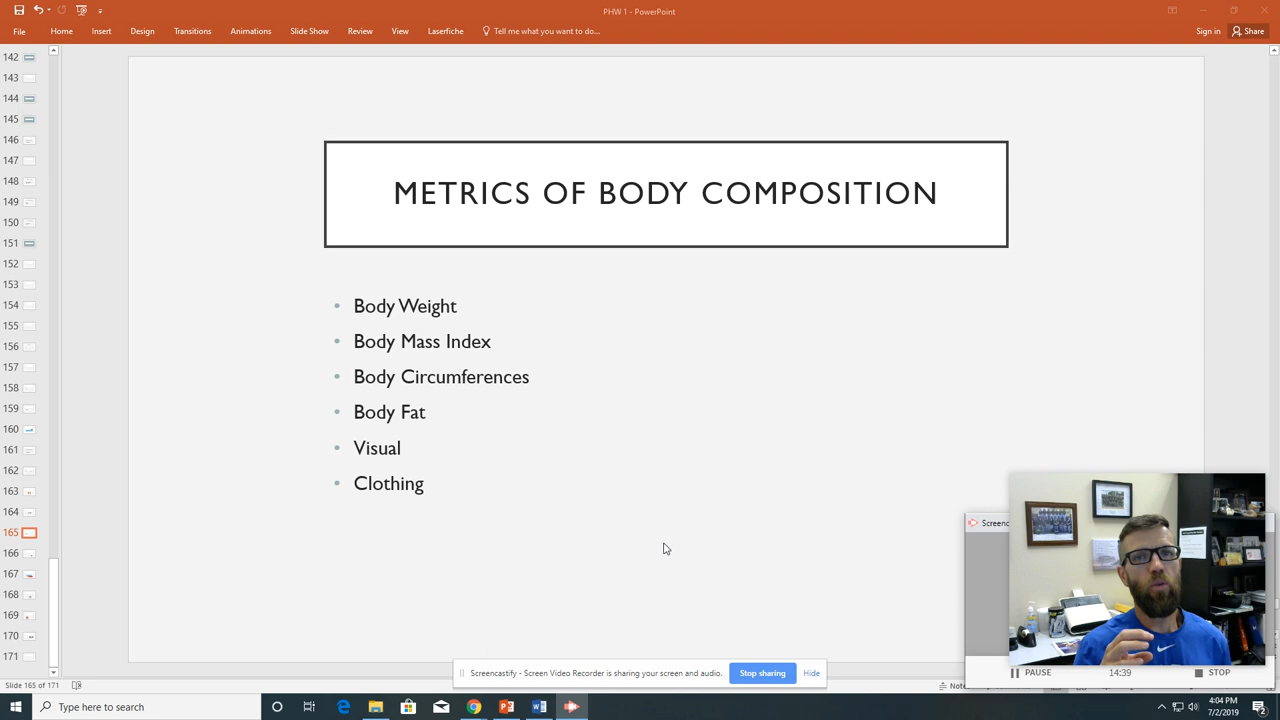 PHW 1 - PowerPoint
File Home Insert Design Transitions Animations Slide Show Review View Laserfiche Tell me what you want to do... Sign in Share
142
143
144
145
146
147
148
149
150
151
152
153
154
155
156
157
158
159
160
161
162
163
164
165
166
167
168
169
170
171
METRICS OF BODY COMPOSITION
• Body Weight
• Body Mass Index
• Body Circumferences
• Body Fat
• Visual
• Clothing
Screenc
PAUSE 14:39 STOP
Screencastify - Screen Video Recorder is sharing your screen and audio. Stop sharing Hide
Slide 165 of 171
Note
Type here to search
4:04 PM
7/2/2019
2